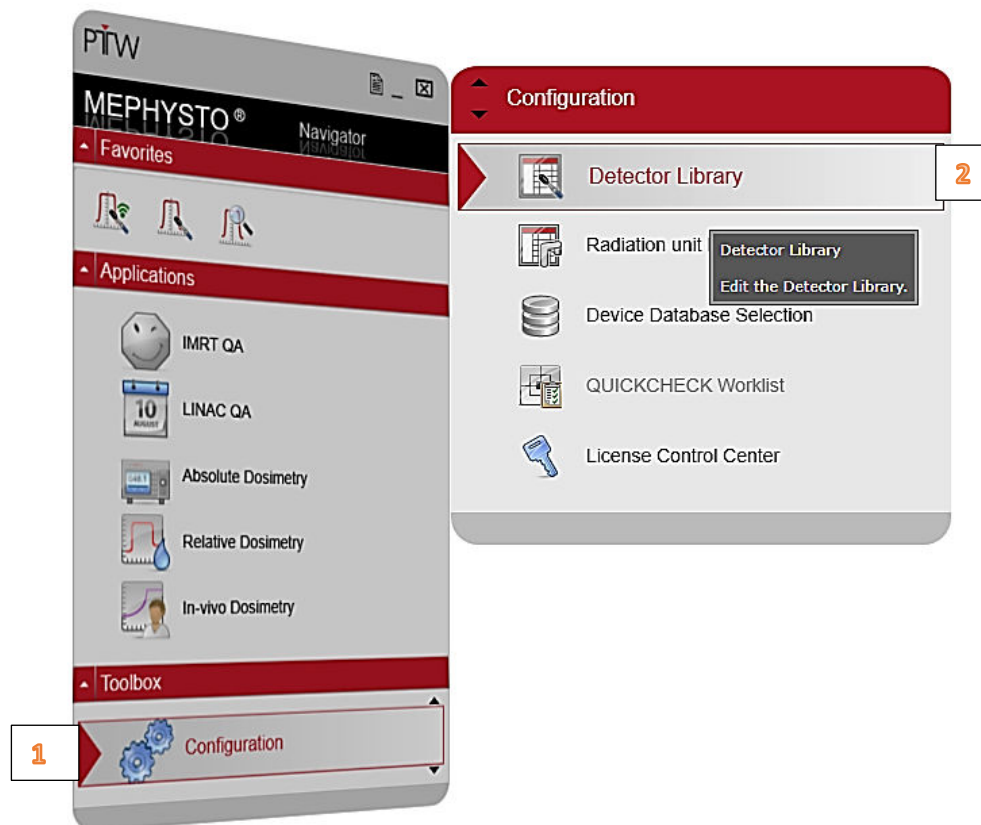 PTW
MEPHYSTO®
Navigator
Favorites
Applications
IMRT QA
10
AUGUST
LINAC QA
Absolute Dosimetry
Relative Dosimetry
In-vivo Dosimetry
Toolbox
1
Configuration
Configuration
Detector Library
2
Radiation unit
Detector Library
Edit the Detector Library.
Device Database Selection
QUICKCHECK Worklist
License Control Center